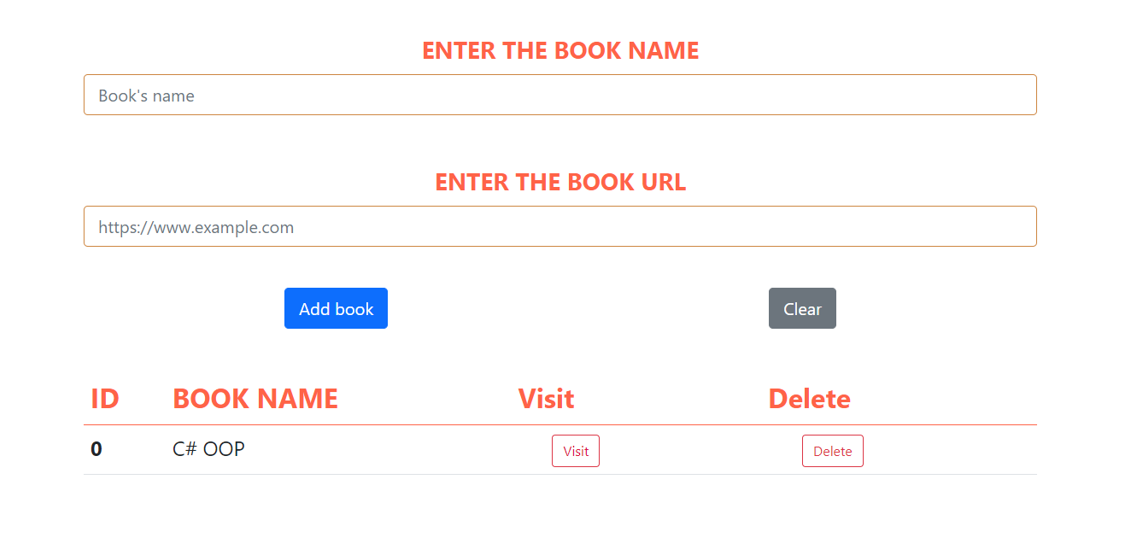 ENTER THE BOOK NAME
Book's name
ENTER THE BOOK URL
https://www.example.com
Add book Clear
ID BOOK NAME Visit Delete
0 C# OOP Visit Delete